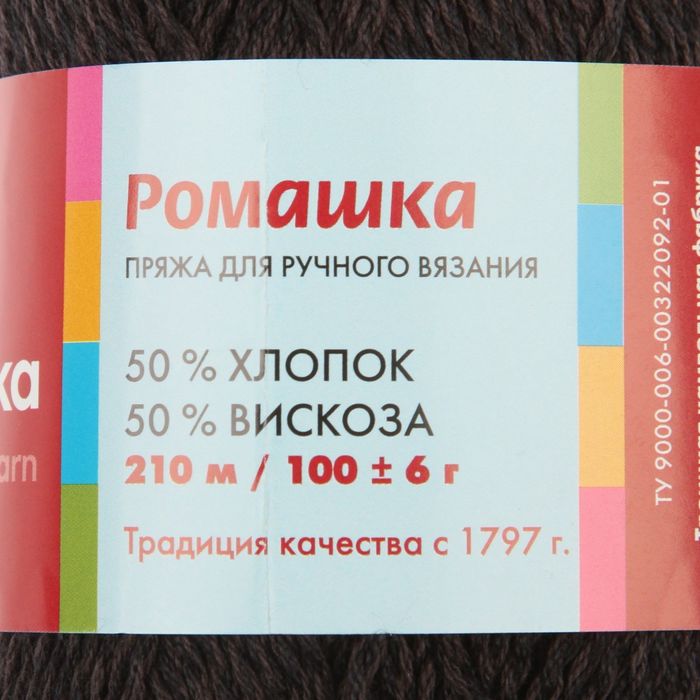 Ромашка
ПРЯЖА ДЛЯ РУЧНОГО ВЯЗАНИЯ
50 % ХЛОПОК
50 % ВИСКОЗА
210 м / 100 ± 6 г
Традиция качества с 1797 г.
ка
arn
ТУ 9000-006-00322092-01